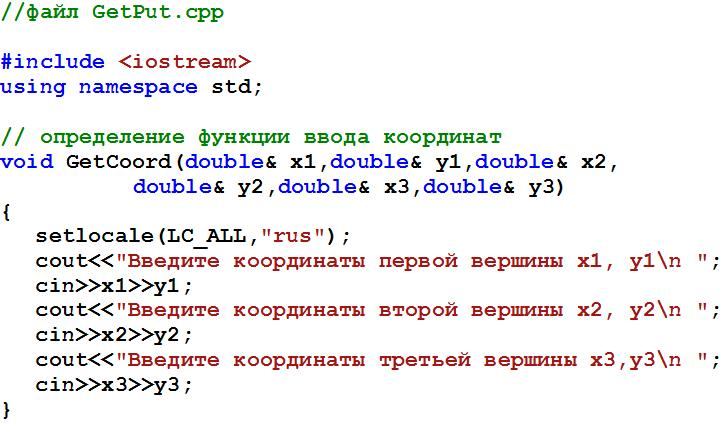 //файл GetPut.cpp
#include <iostream>
using namespace std;
// определение функции ввода координат
void GetCoord(double& x1,double& y1,double& x2,
double& y2,double& x3,double& y3)
{
setlocale(LC_ALL,"rus");
cout<<"Введите координаты первой вершины x1, y1\n ";
cin>>x1>>y1;
cout<<"Введите координаты второй вершины x2, y2\n ";
cin>>x2>>y2;
cout<<"Введите координаты третьей вершины x3,y3\n ";
cin>>x3>>y3;
}